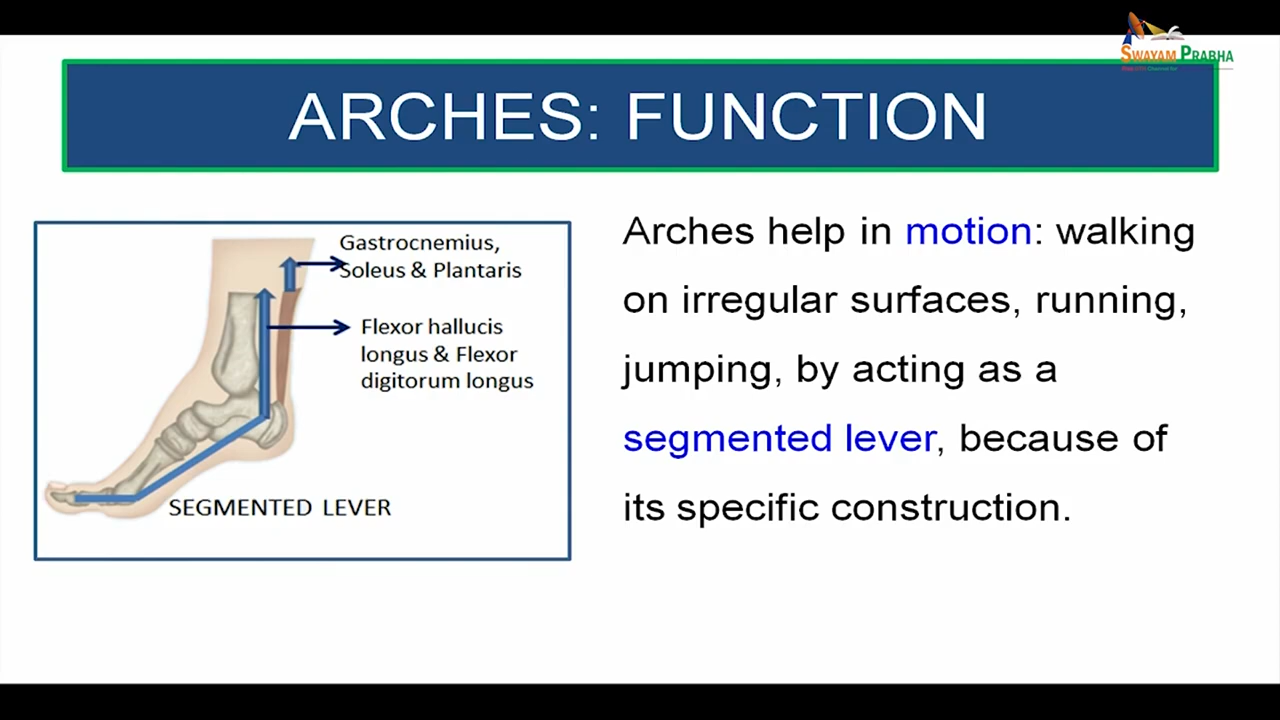 SWAYAM PRABHA
ARCHES: FUNCTION
Gastrocnemius,
Soleus & Plantaris
Flexor hallucis
longus & Flexor
digitorum longus
SEGMENTED LEVER
Arches help in motion: walking
on irregular surfaces, running,
jumping, by acting as a
segmented lever, because of
its specific construction.